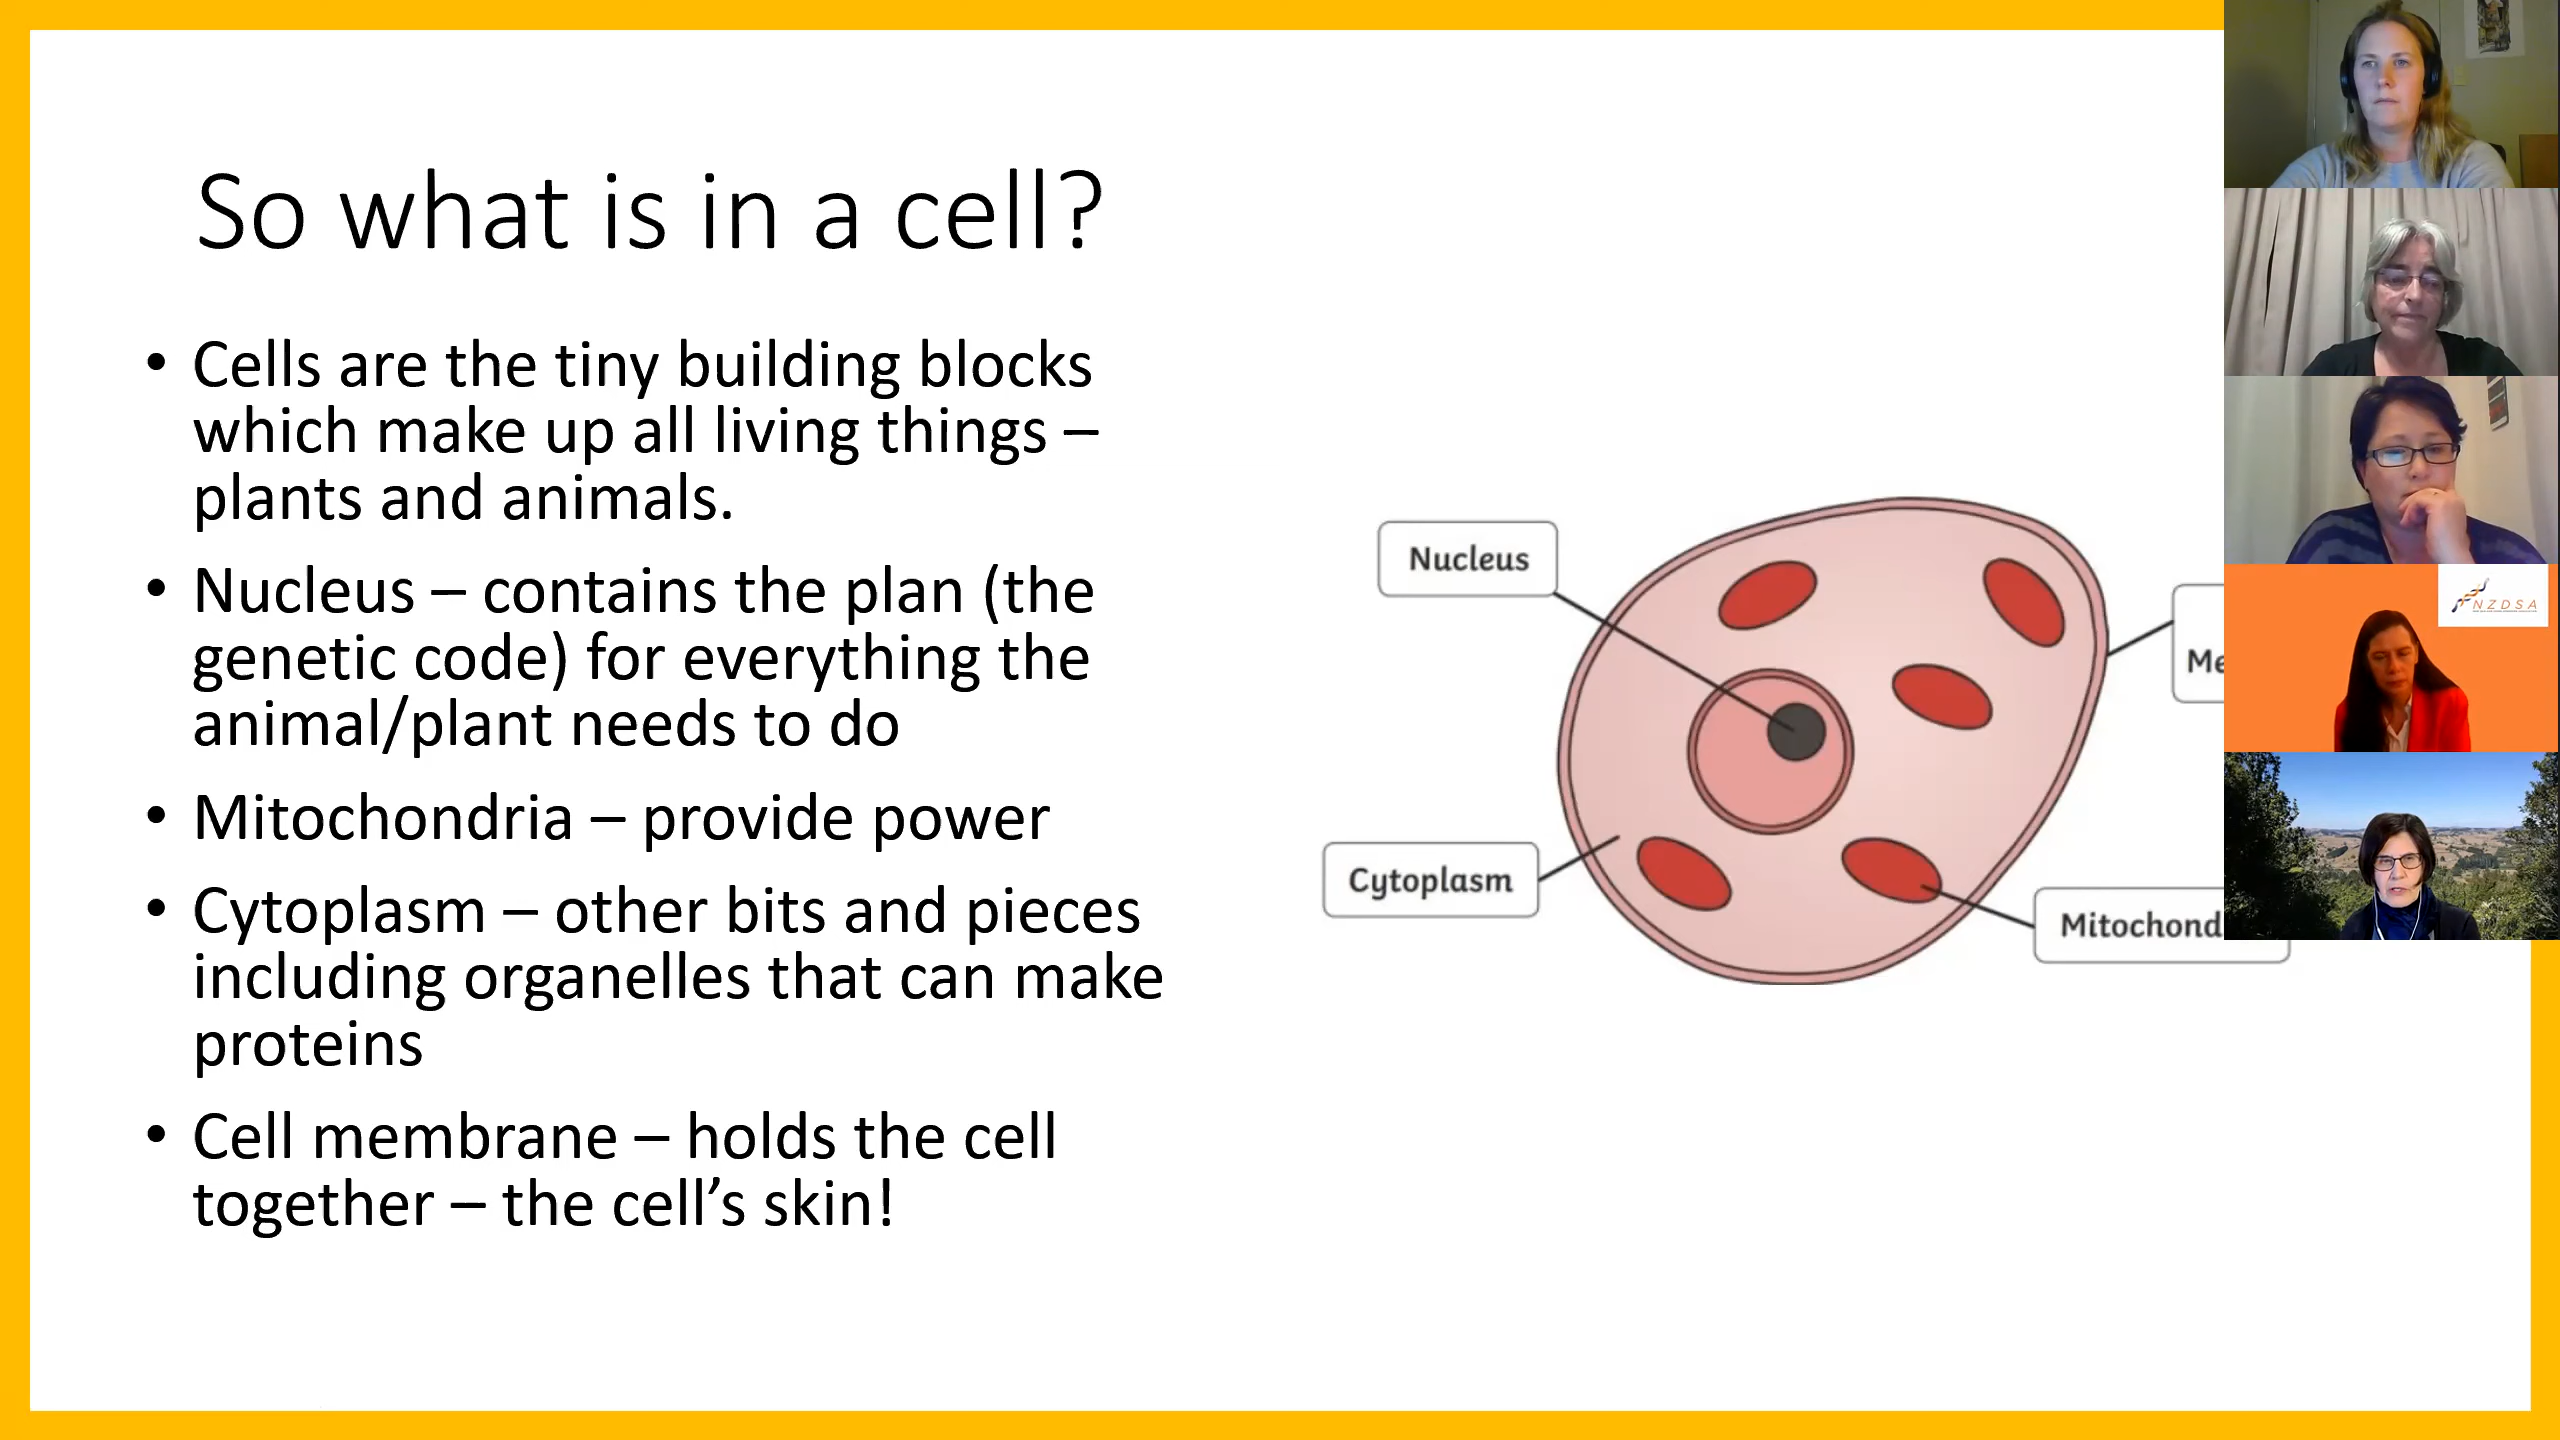 So what is in a cell?
• Cells are the tiny building blocks
which make up all living things –
plants and animals.
• Nucleus – contains the plan (the
genetic code) for everything the
animal/plant needs to do
• Mitochondria – provide power
• Cytoplasm – other bits and pieces
including organelles that can make
proteins
• Cell membrane – holds the cell
together – the cell’s skin!
Nucleus
Me
Cytoplasm
Mitochond
NZDSA